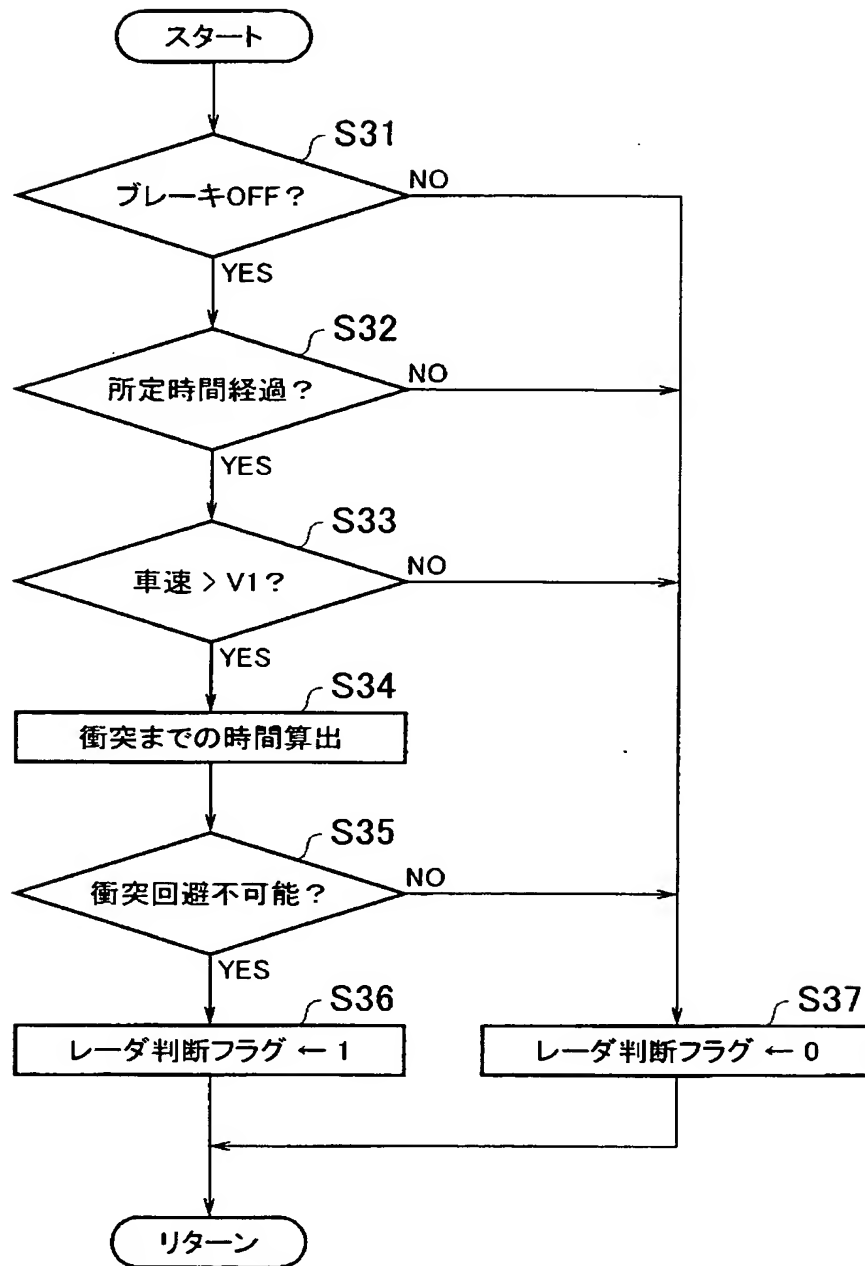 スタート
S31
ブレーキOFF?
NO
YES
S32
所定時間経過?
NO
YES
S33
車速 > V1?
NO
YES
S34
衝突までの時間算出
S35
衝突回避不可能?
NO
YES
S36
レーダ判断フラグ ← 1
S37
レーダ判断フラグ ← 0
リターン